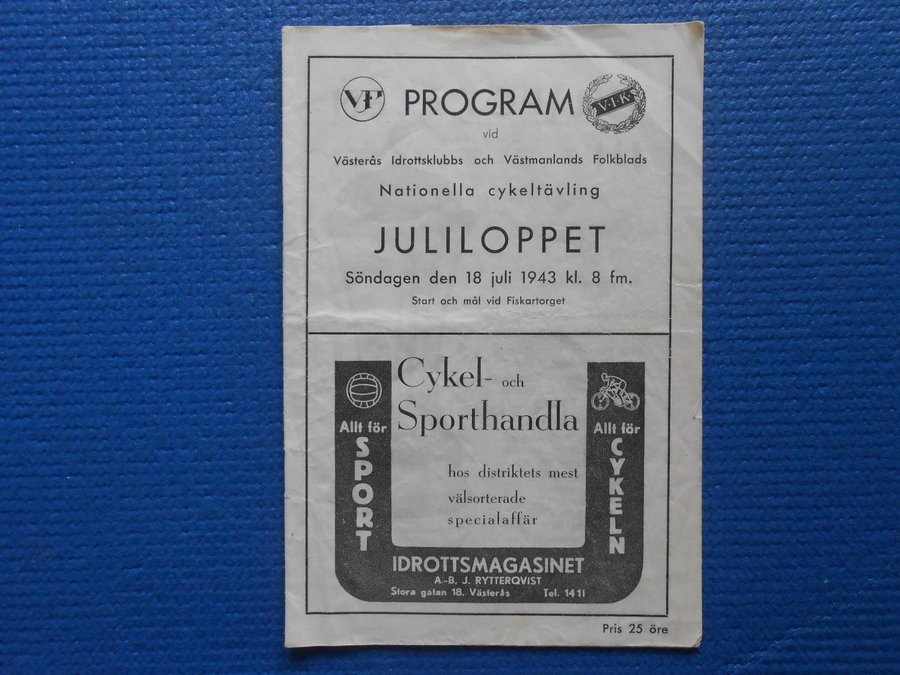 VF PROGRAM V.I.K.
vid
Västerås Idrottsklubbs och Västmanlands Folkblads
Nationella cykeltävling
JULILOPPET
Söndagen den 18 juli 1943 kl. 8 fm.
Start och mål vid Fiskartorget
Cykel- och
Sporthandla
hos distriktets mest
välsorterade
specialaffär
Allt för
SPORT
Allt för
CYKELN
IDROTTSMAGASINET
A.-B. J. RYTTERQVIST
Stora gatan 18, Västerås Tel. 1411
Pris 25 öre